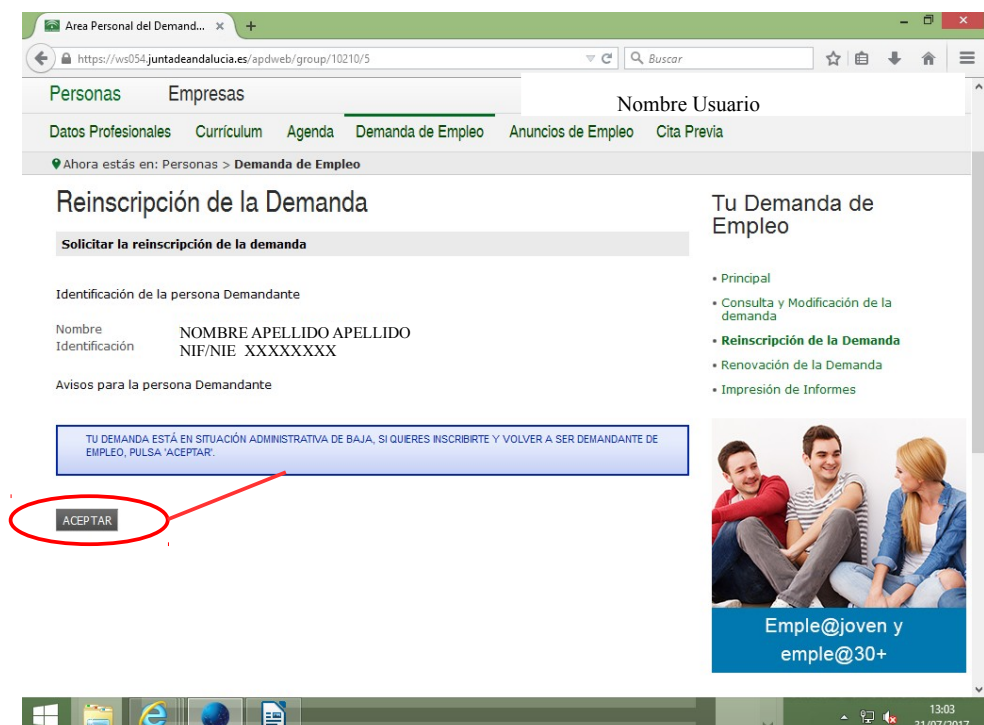 Area Personal del Demand... × +
https://ws054.juntadeandalucia.es/apdweb/group/10210/5
Buscar
Personas Empresas
Nombre Usuario
Datos Profesionales Currículum Agenda Demanda de Empleo Anuncios de Empleo Cita Previa
Ahora estás en: Personas > Demanda de Empleo
Reinscripción de la Demanda
Solicitar la reinscripción de la demanda
Identificación de la persona Demandante
Nombre NOMBRE APELLIDO APELLIDO
Identificación NIF/NIE XXXXXXXX
Avisos para la persona Demandante
TU DEMANDA ESTÁ EN SITUACIÓN ADMINISTRATIVA DE BAJA, SI QUIERES INSCRIBIRTE Y VOLVER A SER DEMANDANTE DE
EMPLEO, PULSA 'ACEPTAR'.
ACEPTAR
Tu Demanda de
Empleo
• Principal
• Consulta y Modificación de la
demanda
• Reinscripción de la Demanda
• Renovación de la Demanda
• Impresión de Informes
Emple@joven y
emple@30+
13:03
31/07/2017